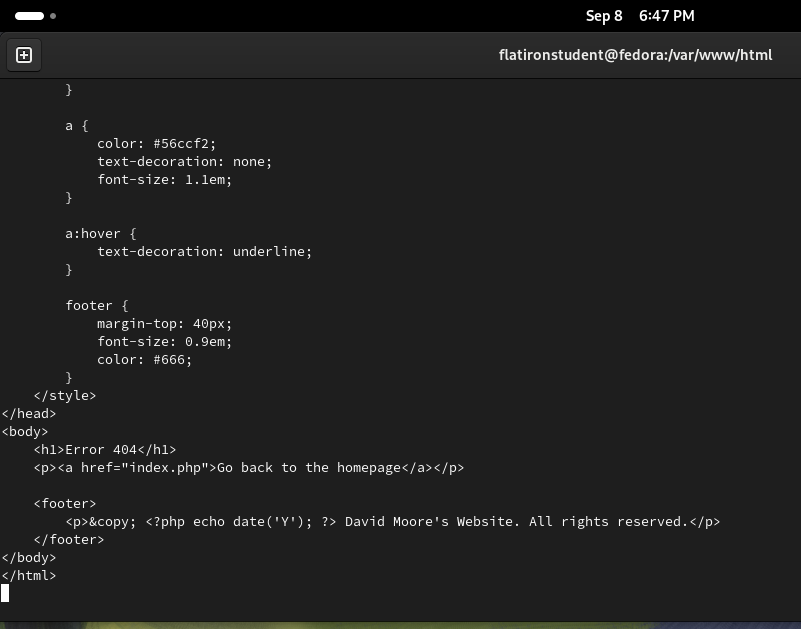 Sep 8 6:47 PM
flatironstudent@fedora:/var/www/html
        }

        a {
            color: #56ccf2;
            text-decoration: none;
            font-size: 1.1em;
        }

        a:hover {
            text-decoration: underline;
        }

        footer {
            margin-top: 40px;
            font-size: 0.9em;
            color: #666;
        }
    </style>
</head>
<body>
    <h1>Error 404</h1>
    <p><a href="index.php">Go back to the homepage</a></p>

    <footer>
        <p>&copy; <?php echo date('Y'); ?> David Moore's Website. All rights reserved.</p>
    </footer>
</body>
</html>